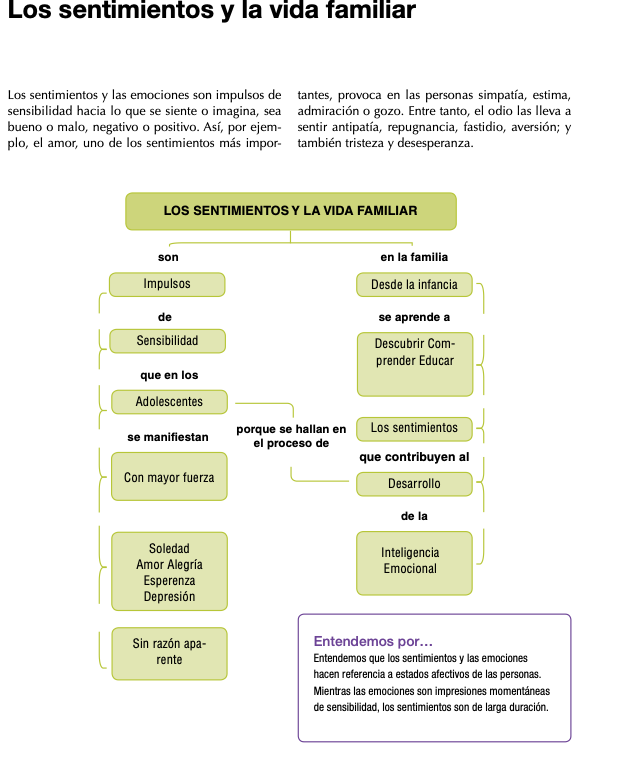 Los sentimientos y la vida familiar
Los sentimientos y las emociones son impulsos de
sensibilidad hacia lo que se siente o imagina, sea
bueno o malo, negativo o positivo. Así, por ejem-
plo, el amor, uno de los sentimientos más impor-
tantes, provoca en las personas simpatía, estima,
admiración o gozo. Entre tanto, el odio las lleva a
sentir antipatía, repugnancia, fastidio, aversión; y
también tristeza y desesperanza.
LOS SENTIMIENTOS Y LA VIDA FAMILIAR
son
Impulsos
de
Sensibilidad
que en los
Adolescentes
se manifiestan
Con mayor fuerza
Soledad
Amor Alegría
Esperenza
Depresión
Sin razón apa-
rente
porque se hallan en
el proceso de
en la familia
Desde la infancia
se aprende a
Descubrir Com-
prender Educar
Los sentimientos
que contribuyen al
Desarrollo
de la
Inteligencia
Emocional
Entendemos por…
Entendemos que los sentimientos y las emociones
hacen referencia a estados afectivos de las personas.
Mientras las emociones son impresiones momentáneas
de sensibilidad, los sentimientos son de larga duración.